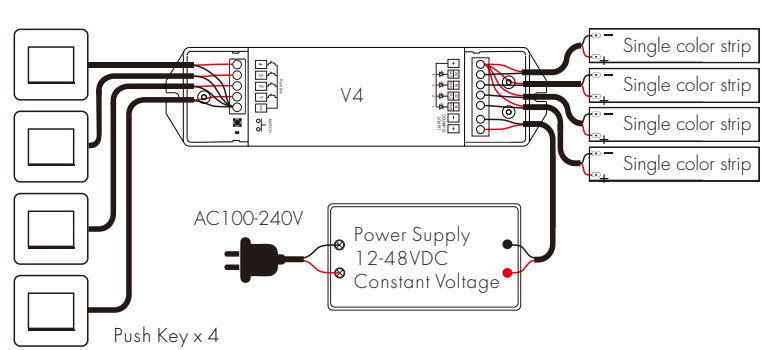 V4
Single color strip
Single color strip
Single color strip
Single color strip
AC100-240V
Power Supply
12-48VDC
Constant Voltage
Push Key x 4